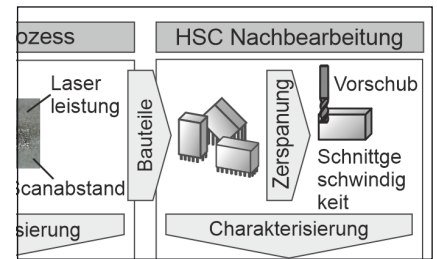 ozess
HSC Nachbearbeitung
Laser
leistung
Scanabstand
Bauteile
Zerspanung
Vorschub
Schnittge
schwindig
keit
sierung
Charakterisierung